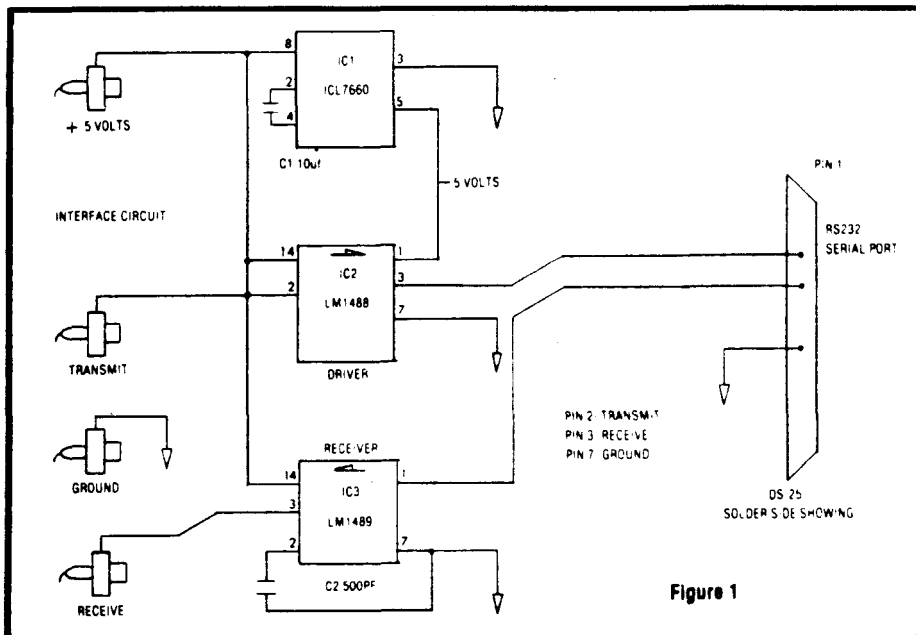 8
IC1
ICL7660
3
2
4
5
C1 10uf
+ 5 VOLTS
- 5 VOLTS
INTERFACE CIRCUIT
PIN 1
RS232
SERIAL PORT
14
1
IC2
LM1488
2
3
7
DRIVER
TRANSMIT
PIN 2: TRANSMIT
PIN 3: RECEIVE
PIN 7: GROUND
GROUND
RECEIVER
14
1
IC3
LM1489
3
2
7
C2 500PF
DS 25
SOLDER SIDE SHOWING
RECEIVE
Figure 1